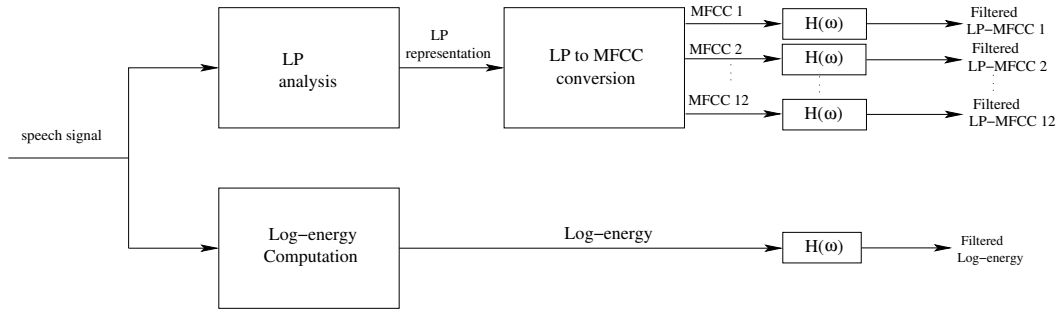 speech signal
LP
analysis
LP
representation
LP to MFCC
conversion
MFCC 1
H(ω)
Filtered
LP−MFCC 1
MFCC 2
H(ω)
Filtered
LP−MFCC 2
MFCC 12
H(ω)
Filtered
LP−MFCC 12
Log−energy
Computation
Log−energy
H(ω)
Filtered
Log−energy